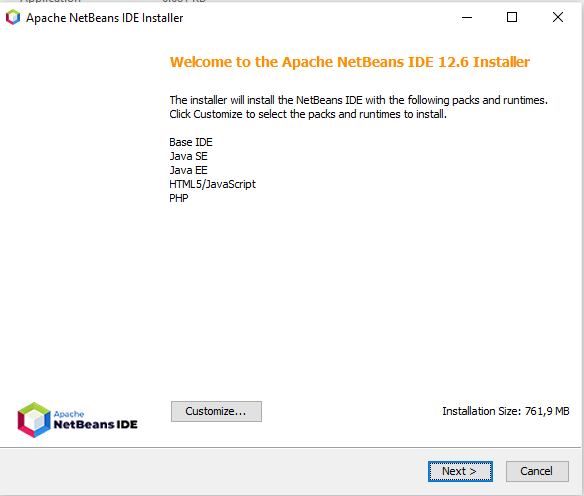 Apache NetBeans IDE Installer
Welcome to the Apache NetBeans IDE 12.6 Installer
The installer will install the NetBeans IDE with the following packs and runtimes.
Click Customize to select the packs and runtimes to install.
Base IDE
Java SE
Java EE
HTML5/JavaScript
PHP
Apache
NetBeans IDE
Customize...
Installation Size: 761,9 MB
Next >
Cancel